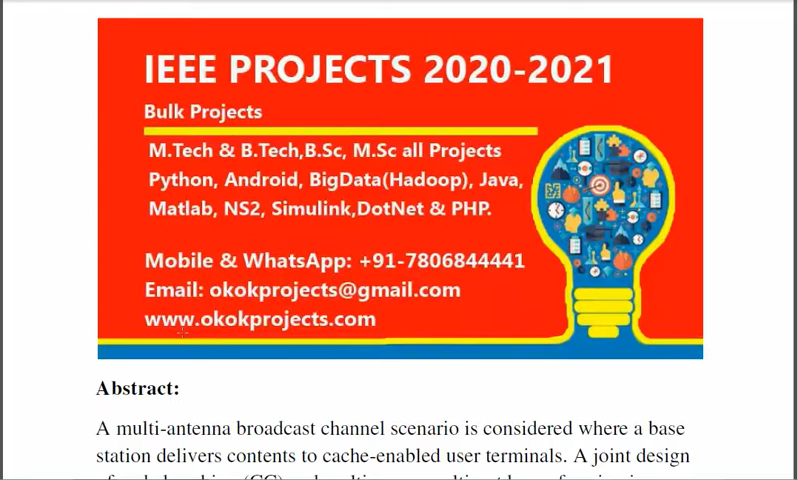 IEEE PROJECTS 2020-2021
Bulk Projects
M.Tech & B.Tech,B.Sc, M.Sc all Projects
Python, Android, BigData(Hadoop), Java,
Matlab, NS2, Simulink,DotNet & PHP.
Mobile & WhatsApp: +91-7806844441
Email: okokprojects@gmail.com
www.okokprojects.com
Abstract:
A multi-antenna broadcast channel scenario is considered where a base
station delivers contents to cache-enabled user terminals. A joint design